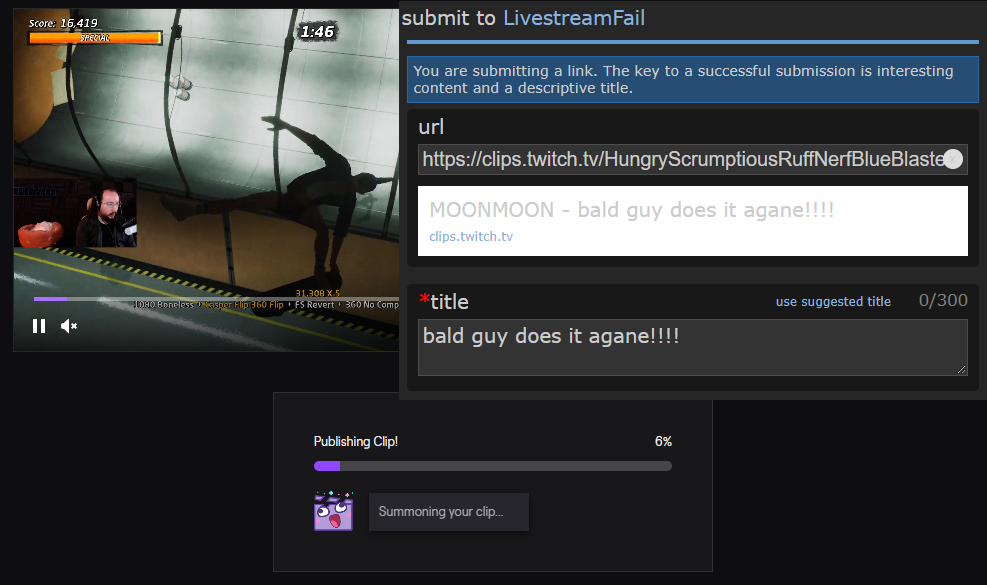 Score: 16,419
SPECIAL
1:46
31,308 X 5
1080 Boneless + Casper Flip 360 Flip + FS Revert + 360 No Comp
submit to LivestreamFail
You are submitting a link. The key to a successful submission is interesting
content and a descriptive title.
url
https://clips.twitch.tv/HungryScrumptiousRuffNerfBlueBlaste
MOONMOON - bald guy does it agane!!!!
clips.twitch.tv
*title
use suggested title
0/300
bald guy does it agane!!!!
Publishing Clip!
6%
Summoning your clip...